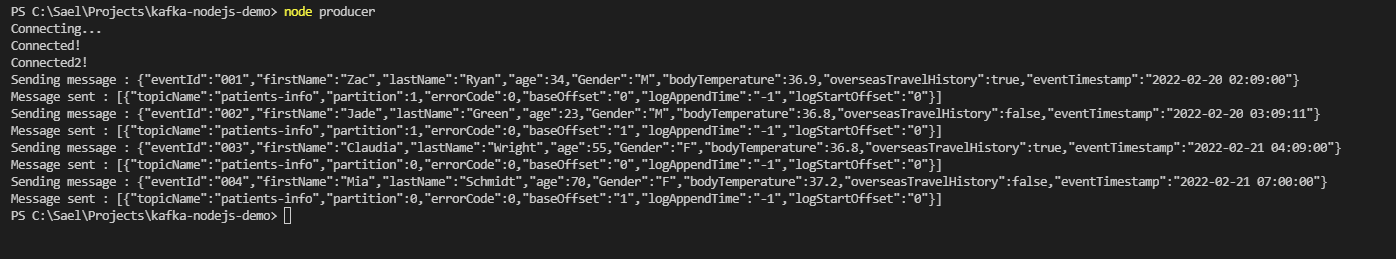 PS C:\Sael\Projects\kafka-nodejs-demo> node producer
Connecting...
Connected!
Connected2!
Sending message : {"eventId":"001","firstName":"Zac","lastName":"Ryan","age":34,"Gender":"M","bodyTemperature":36.9,"overseasTravelHistory":true,"eventTimestamp":"2022-02-20 02:09:00"}
Message sent : [{"topicName":"patients-info","partition":1,"errorCode":0,"baseOffset":"0","logAppendTime":"-1","logStartOffset":"0"}]
Sending message : {"eventId":"002","firstName":"Jade","lastName":"Green","age":23,"Gender":"M","bodyTemperature":36.8,"overseasTravelHistory":false,"eventTimestamp":"2022-02-20 03:09:11"}
Message sent : [{"topicName":"patients-info","partition":1,"errorCode":0,"baseOffset":"1","logAppendTime":"-1","logStartOffset":"0"}]
Sending message : {"eventId":"003","firstName":"Claudia","lastName":"Wright","age":55,"Gender":"F","bodyTemperature":36.8,"overseasTravelHistory":true,"eventTimestamp":"2022-02-21 04:09:00"}
Message sent : [{"topicName":"patients-info","partition":0,"errorCode":0,"baseOffset":"0","logAppendTime":"-1","logStartOffset":"0"}]
Sending message : {"eventId":"004","firstName":"Mia","lastName":"Schmidt","age":70,"Gender":"F","bodyTemperature":37.2,"overseasTravelHistory":false,"eventTimestamp":"2022-02-21 07:00:00"}
Message sent : [{"topicName":"patients-info","partition":0,"errorCode":0,"baseOffset":"1","logAppendTime":"-1","logStartOffset":"0"}]
PS C:\Sael\Projects\kafka-nodejs-demo>